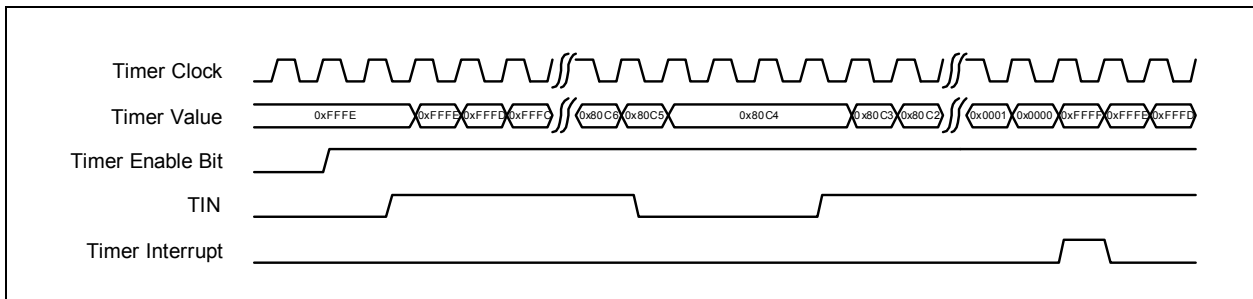 Timer Clock
Timer Value 0xFFFE 0xFFFE 0xFFFD 0xFFFC 0x80C6 0x80C5 0x80C4 0x80C3 0x80C2 0x0001 0x0000 0xFFFF 0xFFFE 0xFFFD
Timer Enable Bit
TIN
Timer Interrupt